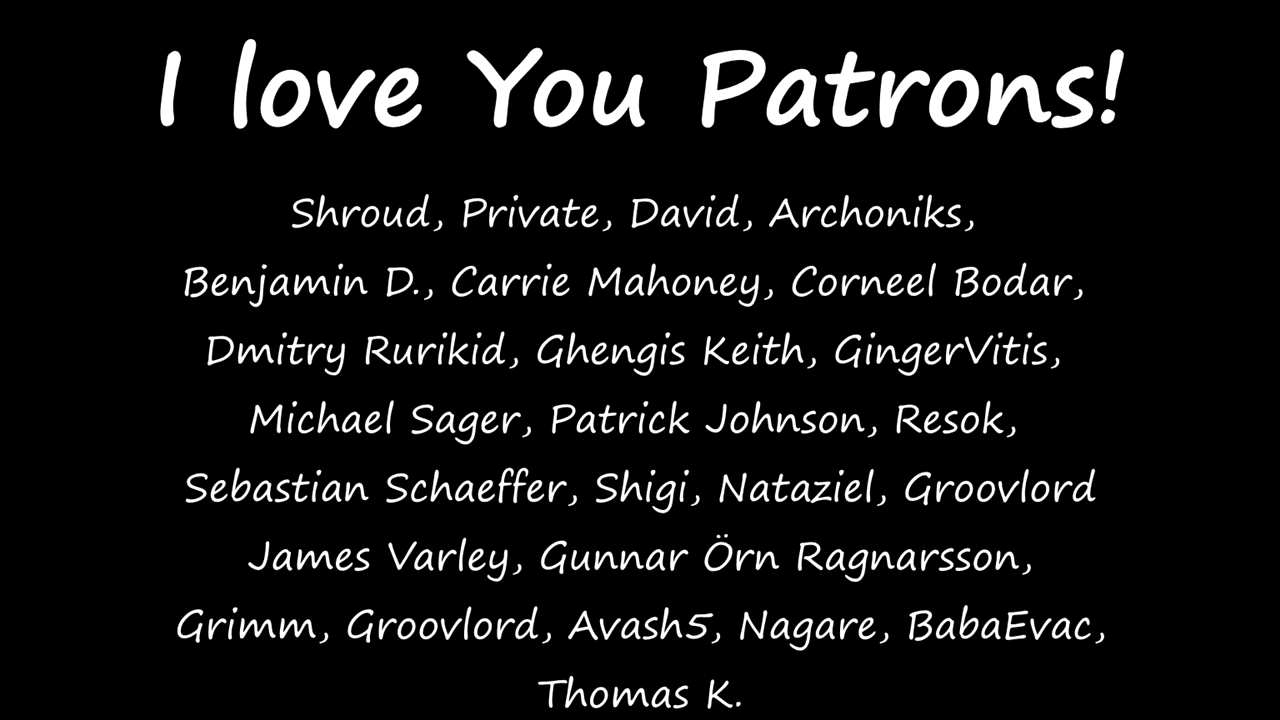 I love You Patrons!
Shroud, Private, David, Archoniks,
Benjamin D., Carrie Mahoney, Corneel Bodar,
Dmitry Rurikid, Ghengis Keith, GingerVitis,
Michael Sager, Patrick Johnson, Resok,
Sebastian Schaeffer, Shigi, Nataziel, Groovlord
James Varley, Gunnar Örn Ragnarsson,
Grimm, Groovlord, Avash5, Nagare, BabaEvac,
Thomas K.